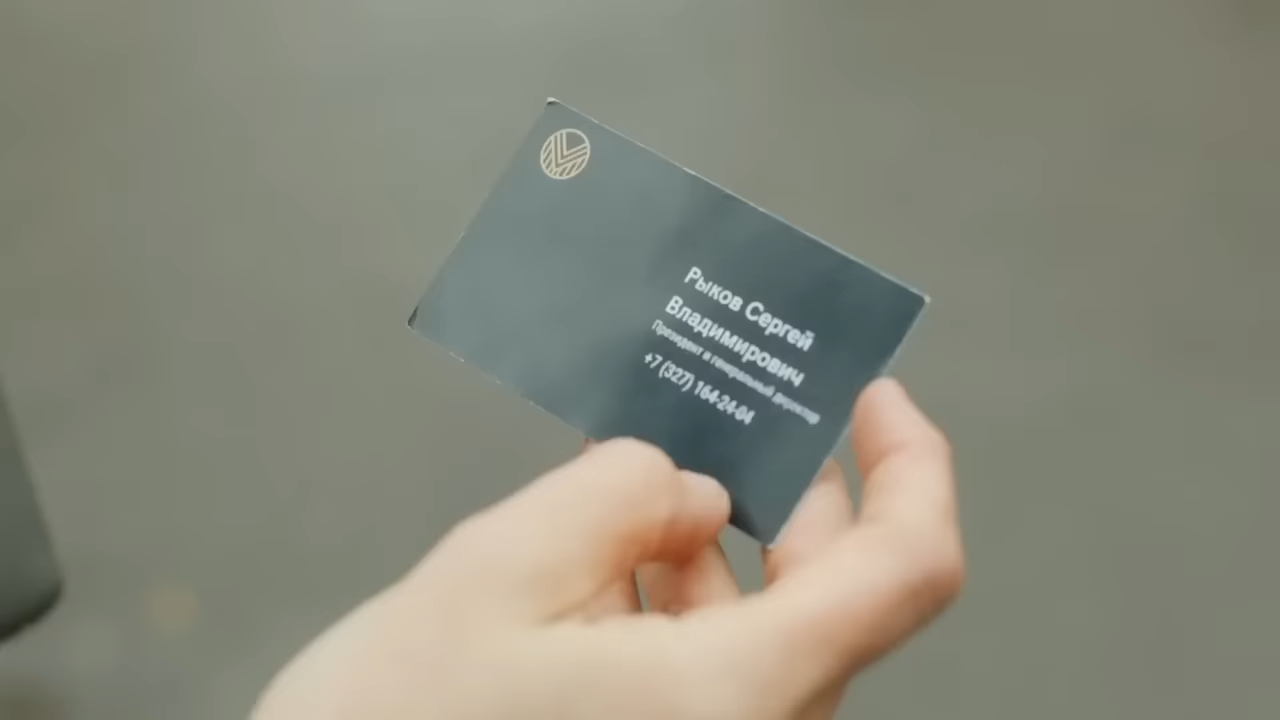 Рыков Сергей
Владимирович
Президент и генеральный директор
+7 (327) 164-24-04